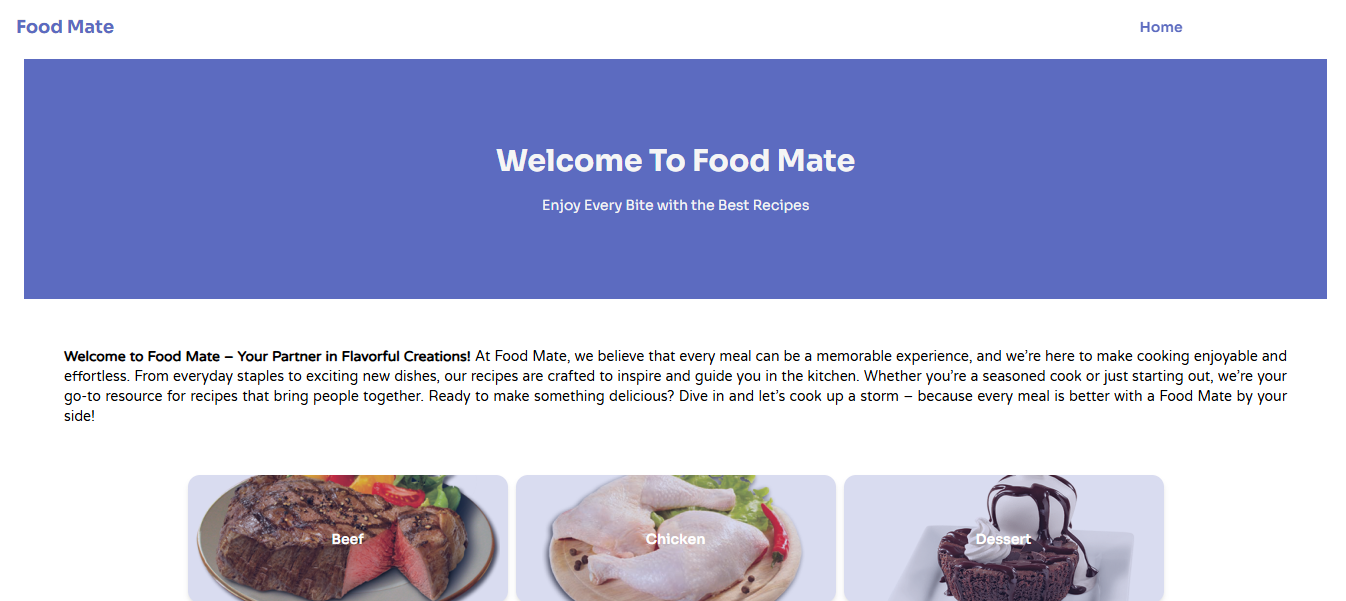 Food Mate
Home
Welcome To Food Mate
Enjoy Every Bite with the Best Recipes
Welcome to Food Mate – Your Partner in Flavorful Creations! At Food Mate, we believe that every meal can be a memorable experience, and we’re here to make cooking enjoyable and
effortless. From everyday staples to exciting new dishes, our recipes are crafted to inspire and guide you in the kitchen. Whether you’re a seasoned cook or just starting out, we’re your
go-to resource for recipes that bring people together. Ready to make something delicious? Dive in and let’s cook up a storm – because every meal is better with a Food Mate by your
side!
Beef
Chicken
Dessert